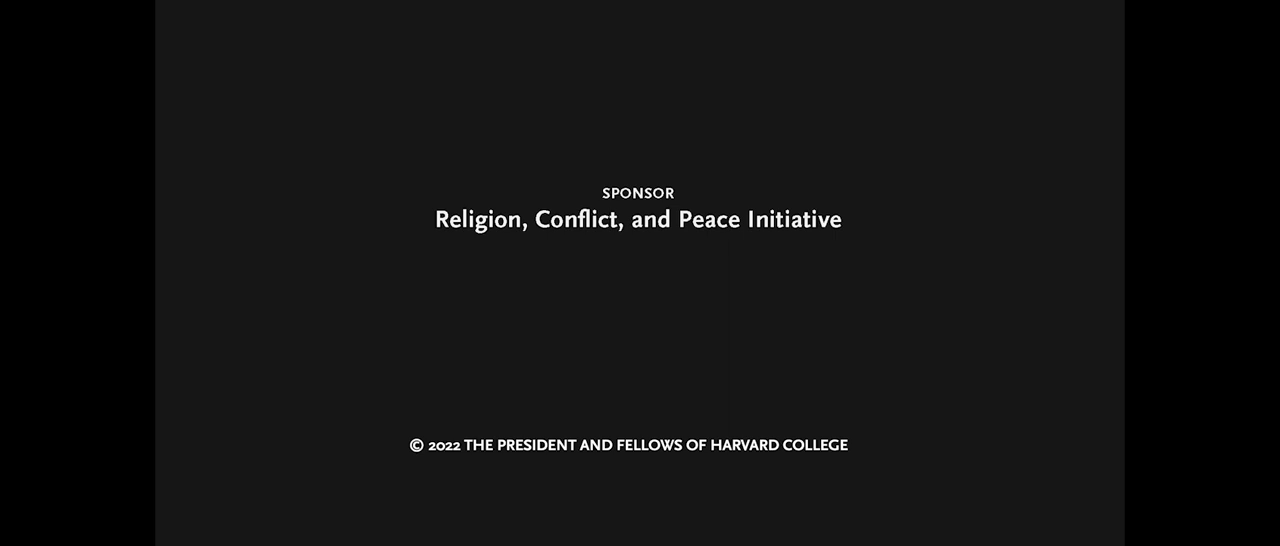 SPONSOR
Religion, Conflict, and Peace Initiative
© 2022 THE PRESIDENT AND FELLOWS OF HARVARD COLLEGE